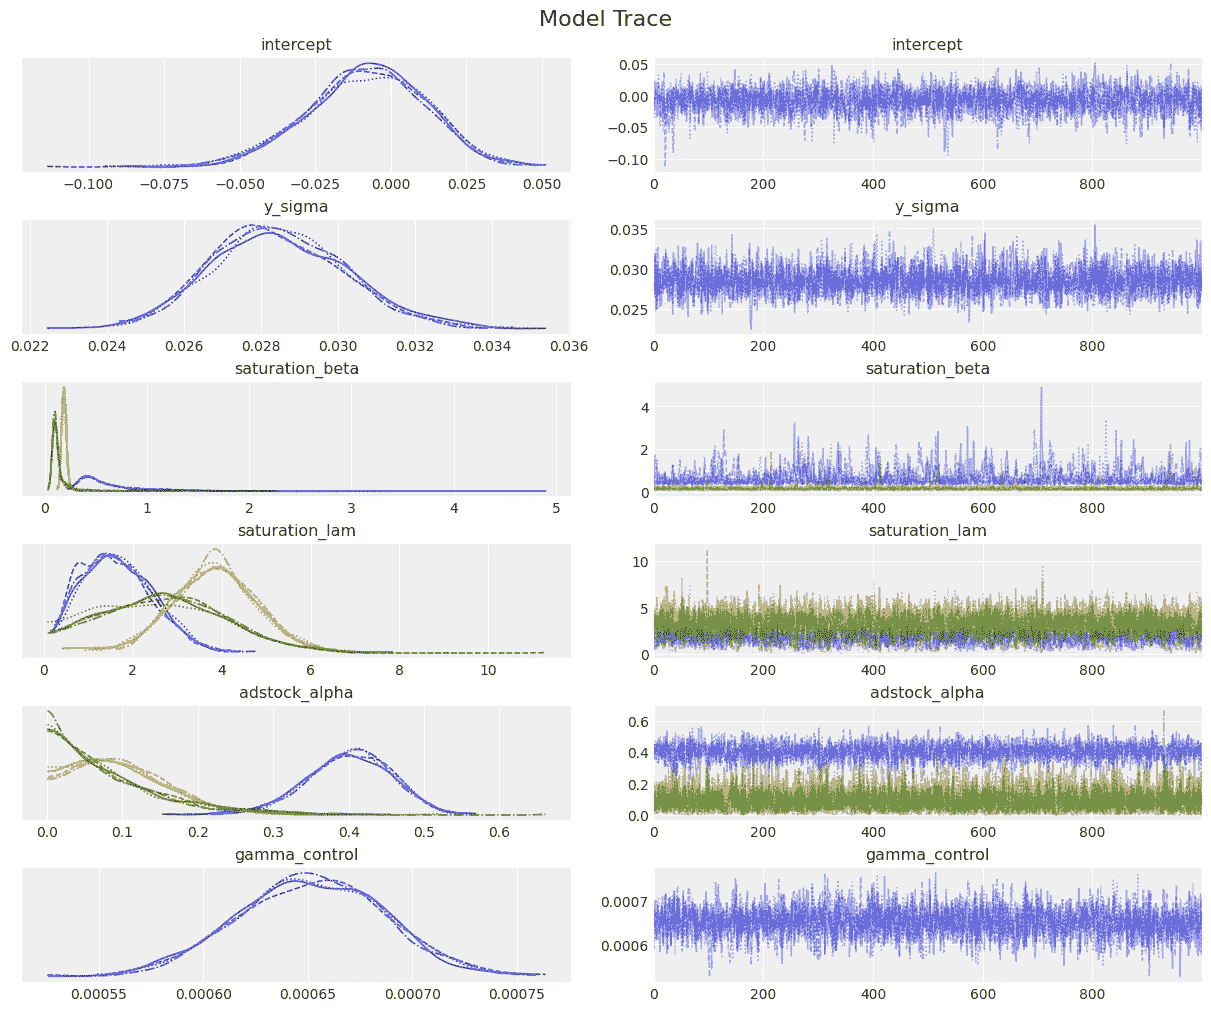 Model Trace
intercept
intercept
0.05
0.00
−0.05
−0.10
−0.100 −0.075 −0.050 −0.025 0.000 0.025 0.050
0 200 400 600 800
y_sigma
y_sigma
0.035
0.030
0.025
0.022 0.024 0.026 0.028 0.030 0.032 0.034 0.036
0 200 400 600 800
saturation_beta
saturation_beta
4
2
0
0 1 2 3 4 5
0 200 400 600 800
saturation_lam
saturation_lam
10
5
0
0 2 4 6 8 10
0 200 400 600 800
adstock_alpha
adstock_alpha
0.6
0.4
0.2
0.0
0.0 0.1 0.2 0.3 0.4 0.5 0.6
0 200 400 600 800
gamma_control
gamma_control
0.0007
0.0006
0.00055 0.00060 0.00065 0.00070 0.00075
0 200 400 600 800